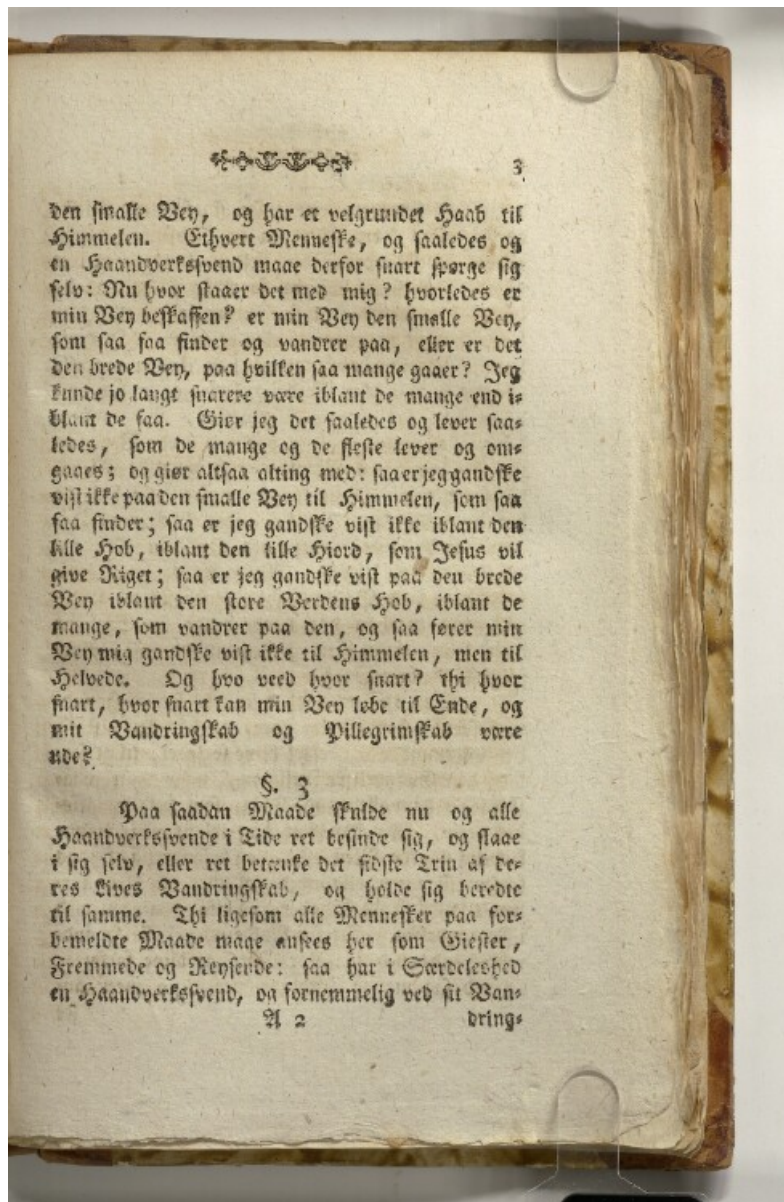 3
den smalle Vey, og har et velgrundet Haab til
Himmelen. Ethvert Menneske, og saaledes og
en Haandverkssvend maae derfor snart spørge sig
selv: Nu hvor staaer det med mig? hvorledes er
min Vey beskaffen? er min Vey den smalle Vey,
som saa faa finder og vandrer paa, eller er det
den brede Vey, paa hvilken saa mange gaaer? Jeg
kunde jo langt snarere være iblant de mange end i-
blant de faa. Giør jeg det saaledes og lever saa-
ledes, som de mange og de fleste lever og om-
gaaes; og giør altsaa alting med: saa er jeg gandske
vist ikke paa den smalle Vey til Himmelen, som saa
faa finder; saa er jeg gandske vist ikke iblant den
lille Hob, iblant den lille Hiord, som Jesus vil
give Riget; saa er jeg gandske vist paa den brede
Vey iblant den store Verdens Hob, iblant de
mange, som vandrer paa den, og saa fører min
Vey mig gandske vist ikke til Himmelen, men til
Helvede. Og hvo veed hvor snart? thi hvor
snart, hvor snart kan min Vey løbe til Ende, og
mit Vandringskab og Pillegrimskab være
ude?
§. 3
Paa saadan Maade skulde nu og alle
Haandverkssvende i Tide ret besinde sig, og slaae
i sig selv, eller ret betænke det sidste Trin af de-
res Lives Vandringskab, og holde sig beredte
til samme. Thi ligesom alle Mennesker paa for-
bemeldte Maade maae ansees her som Giester,
Fremmede og Reysende: saa har i Særdeleshed
en Haandverkssvend, og fornemmelig ved sit Van-
A 2 dring-